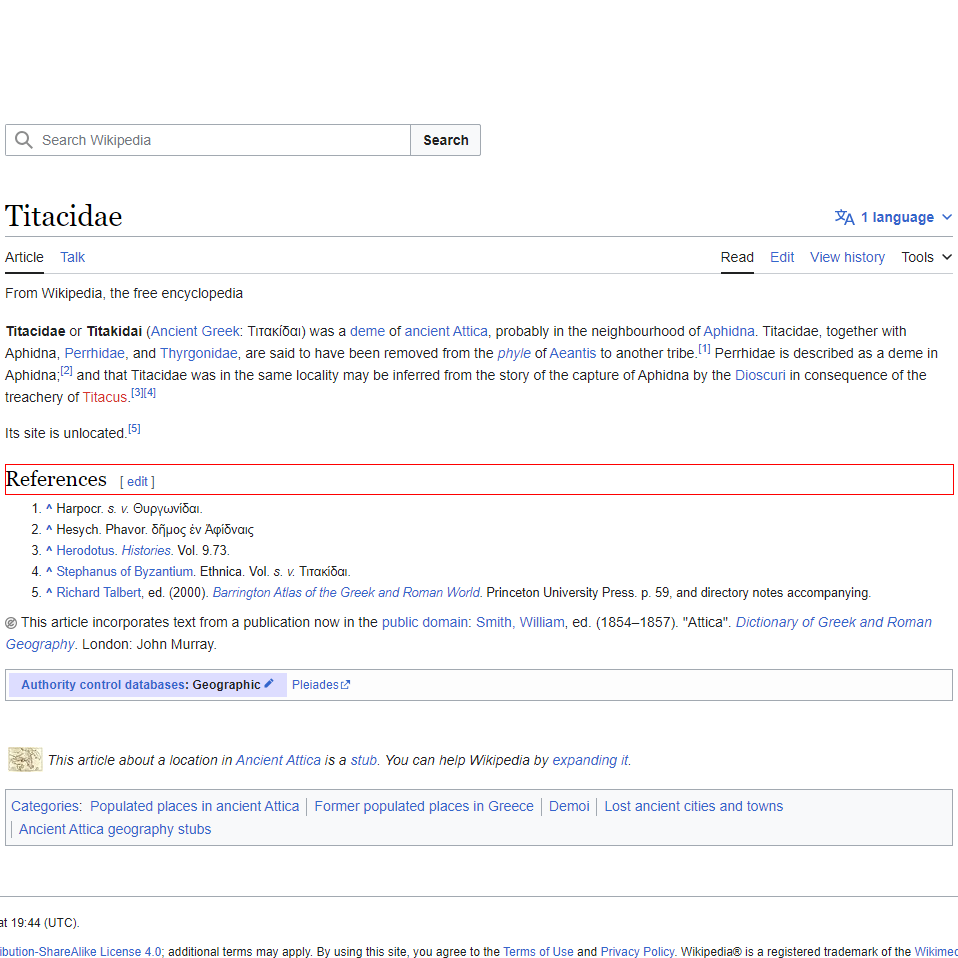 Search Wikipedia Search
Titacidae
1 language
Article Talk Read Edit View history Tools
From Wikipedia, the free encyclopedia
Titacidae or Titakidai (Ancient Greek: Τιτακίδαι) was a deme of ancient Attica, probably in the neighbourhood of Aphidna. Titacidae, together with
Aphidna, Perrhidae, and Thyrgonidae, are said to have been removed from the phyle of Aeantis to another tribe.[1] Perrhidae is described as a deme in
Aphidna;[2] and that Titacidae was in the same locality may be inferred from the story of the capture of Aphidna by the Dioscuri in consequence of the
treachery of Titacus.[3][4]
Its site is unlocated.[5]
References [ edit ]
1. ^ Harpocr. s. v. Θυργωνίδαι.
2. ^ Hesych. Phavor. δῆμος ἐν Ἀφίδναις
3. ^ Herodotus. Histories. Vol. 9.73.
4. ^ Stephanus of Byzantium. Ethnica. Vol. s. v. Τιτακίδαι.
5. ^ Richard Talbert, ed. (2000). Barrington Atlas of the Greek and Roman World. Princeton University Press. p. 59, and directory notes accompanying.
This article incorporates text from a publication now in the public domain: Smith, William, ed. (1854–1857). "Attica". Dictionary of Greek and Roman
Geography. London: John Murray.
Authority control databases: Geographic Pleiades
This article about a location in Ancient Attica is a stub. You can help Wikipedia by expanding it.
Categories: Populated places in ancient Attica | Former populated places in Greece | Demoi | Lost ancient cities and towns
| Ancient Attica geography stubs
at 19:44 (UTC).
ibution-ShareAlike License 4.0; additional terms may apply. By using this site, you agree to the Terms of Use and Privacy Policy. Wikipedia® is a registered trademark of the Wikimed